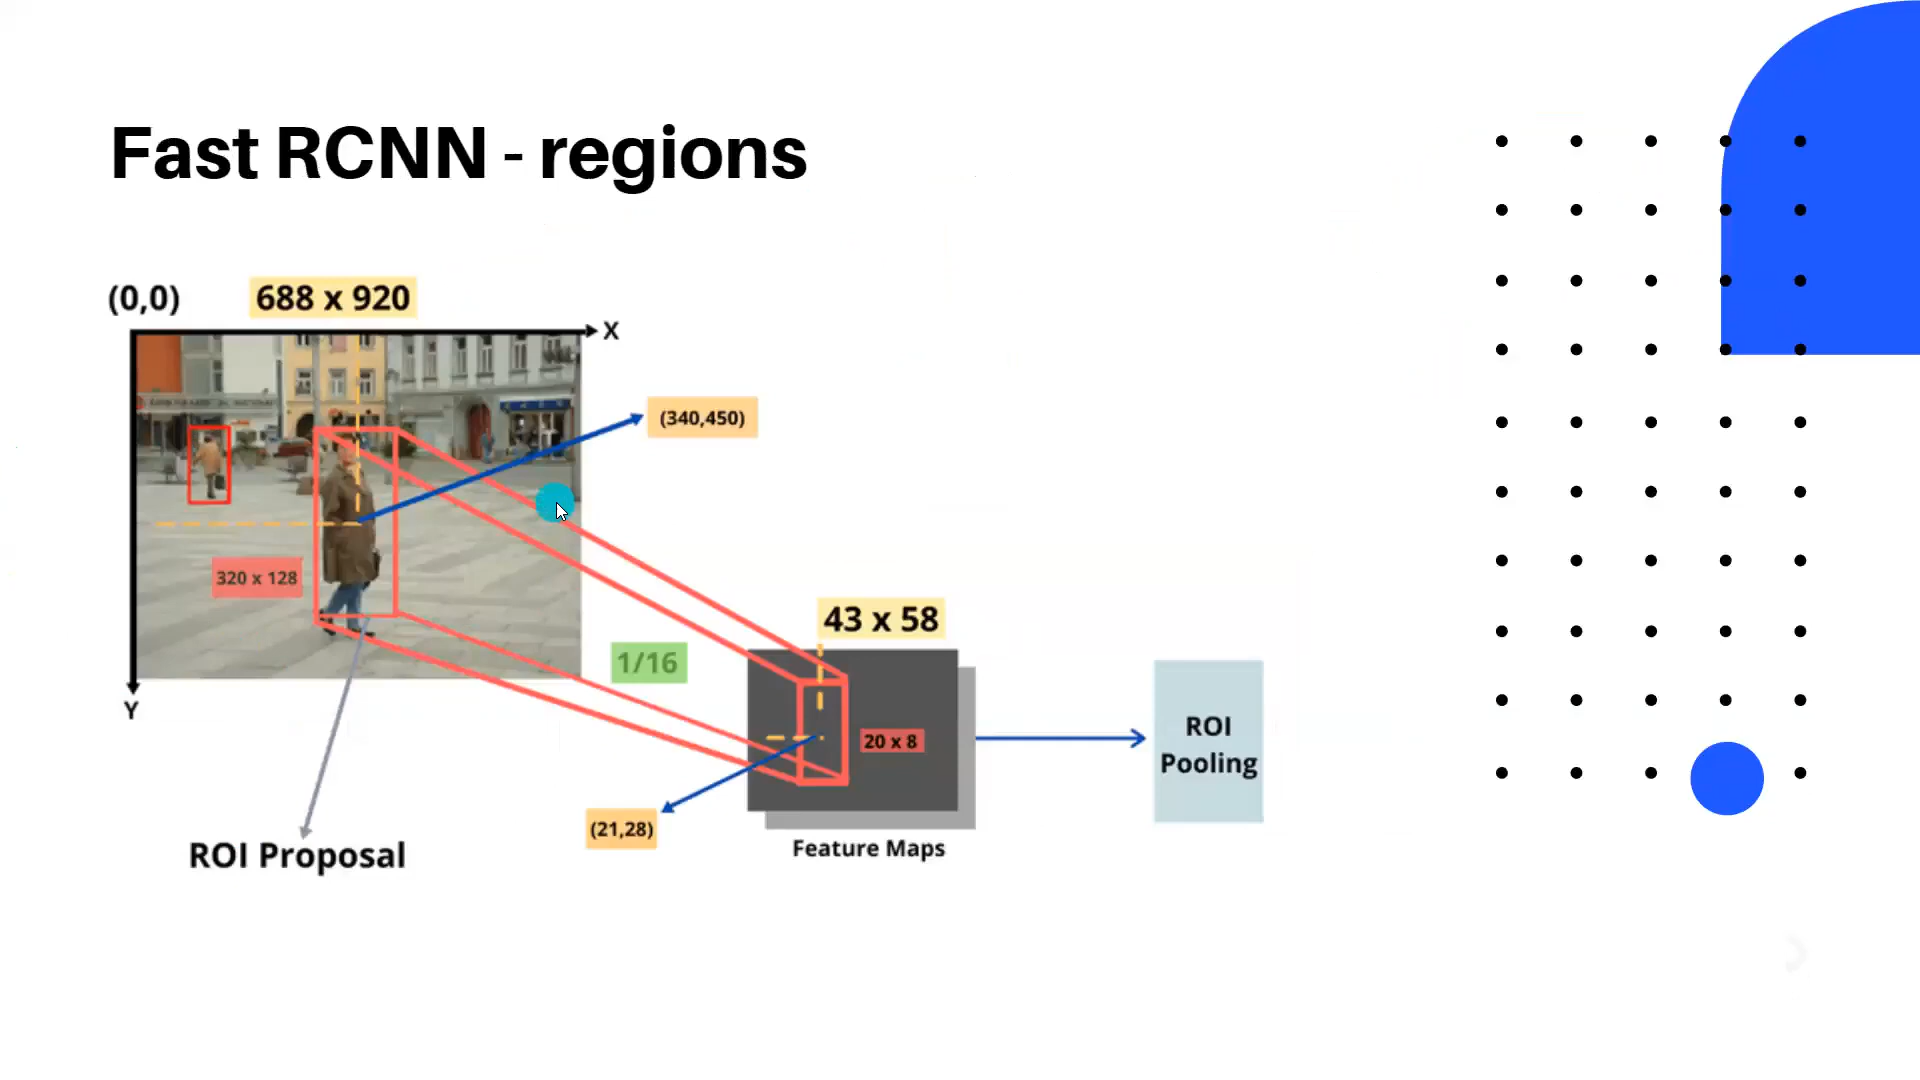 Fast RCNN - regions
(0,0)
688 x 920
X
(340,450)
320 x 128
43 x 58
1/16
Y
20 x 8
ROI
Pooling
(21,28)
Feature Maps
ROI Proposal